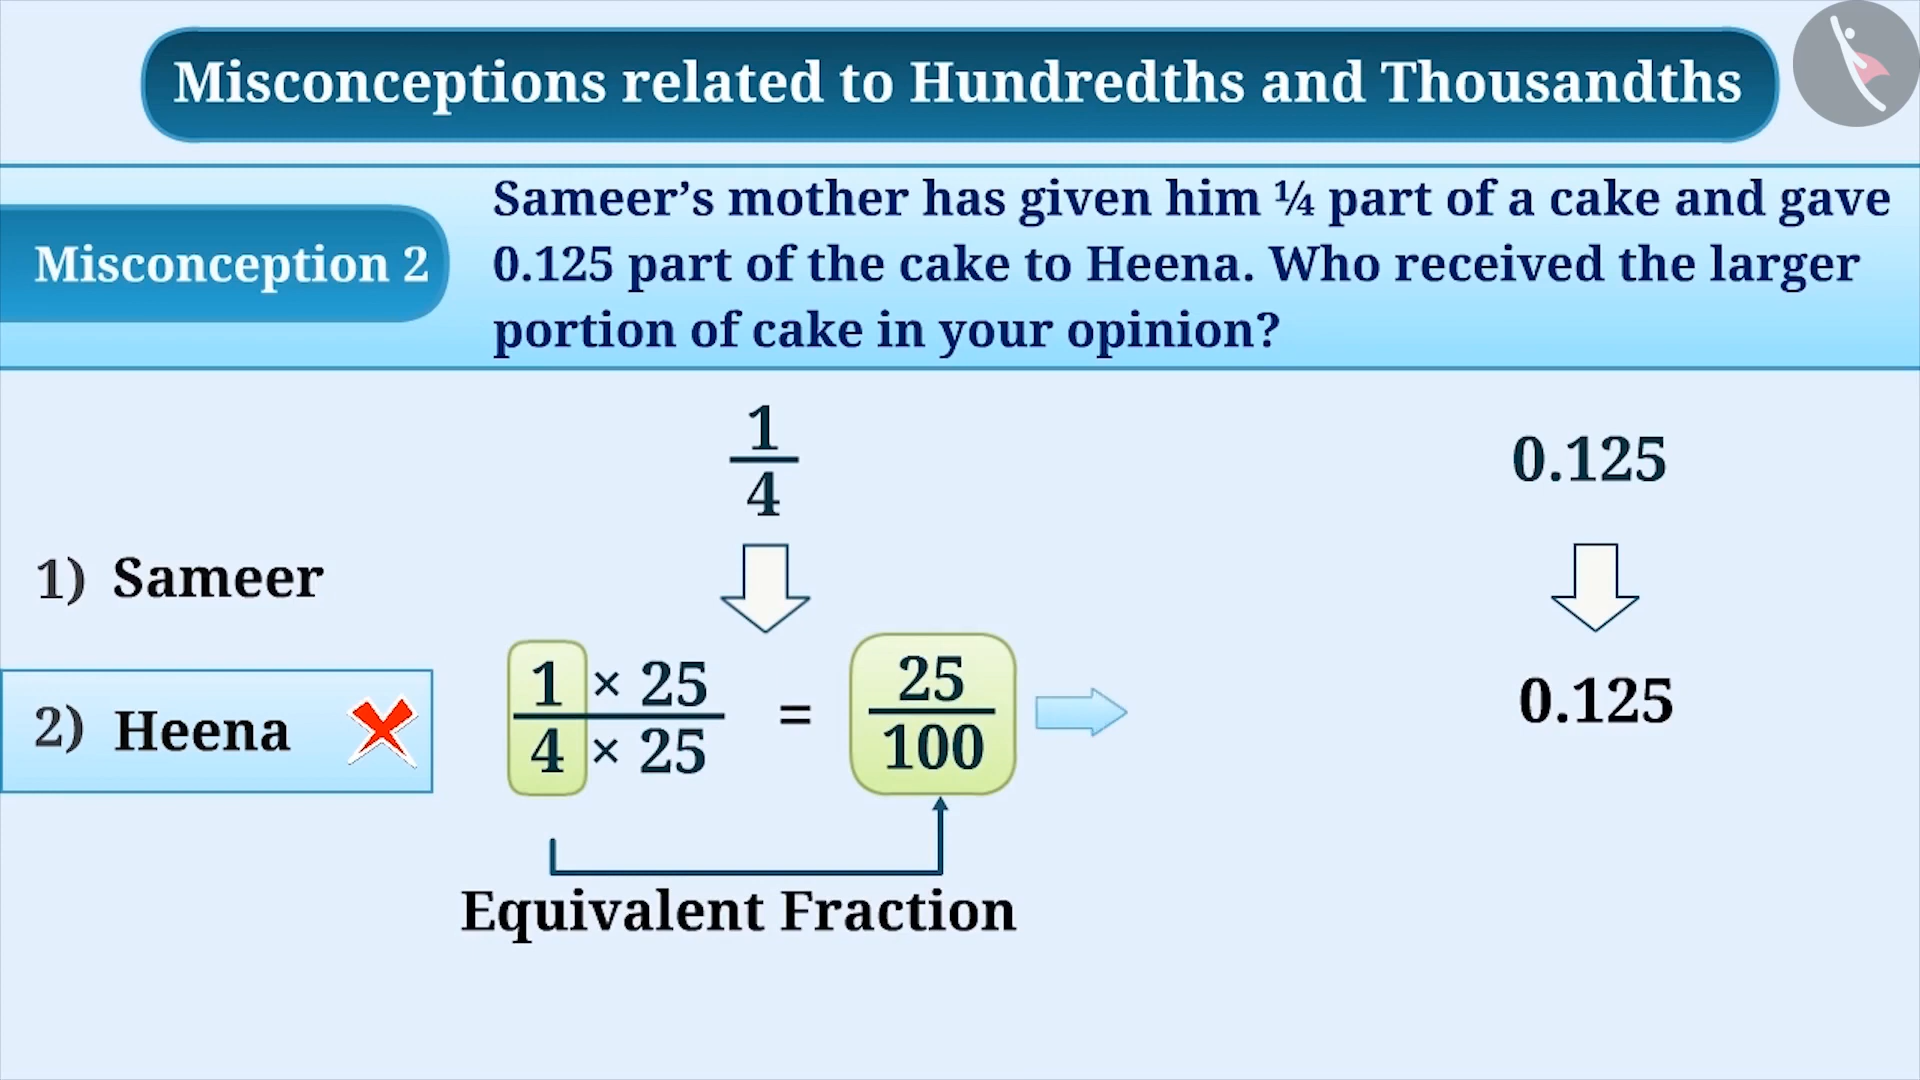 Misconceptions related to Hundredths and Thousandths
Misconception 2
Sameer’s mother has given him ¼ part of a cake and gave
0.125 part of the cake to Heena. Who received the larger
portion of cake in your opinion?
1
4
0.125
1) Sameer
2) Heena
1 × 25
4 × 25
=
25
100
0.125
Equivalent Fraction